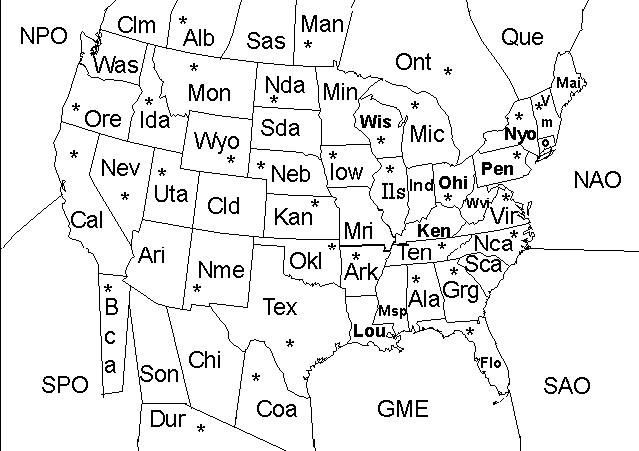 Clm
* Alb
Sas
Man
*
NPO
Que
Ont
*
Was
* Mon
Nda
*
Min
Mai
* Ore
* Ida
Wis
*
* Mic
* Nyo
* V
m
o
Wyo
*
Sda
* Iow
* Ils
Ind
Ohi
*
Pen *
* Nev
*
* Uta
Cld
* Neb
Kan *
Mri
Ken
Wvi
* Vir
NAO
Cal
Ari
Nme
*
Okl *
* Ark
Ten *
Nca *
Sca
* Grg
* Ala
Msp
Lou
Tex
*
* B
c
a
SPO
Son
Chi
* Coa
Dur *
GME
* Flo
SAO